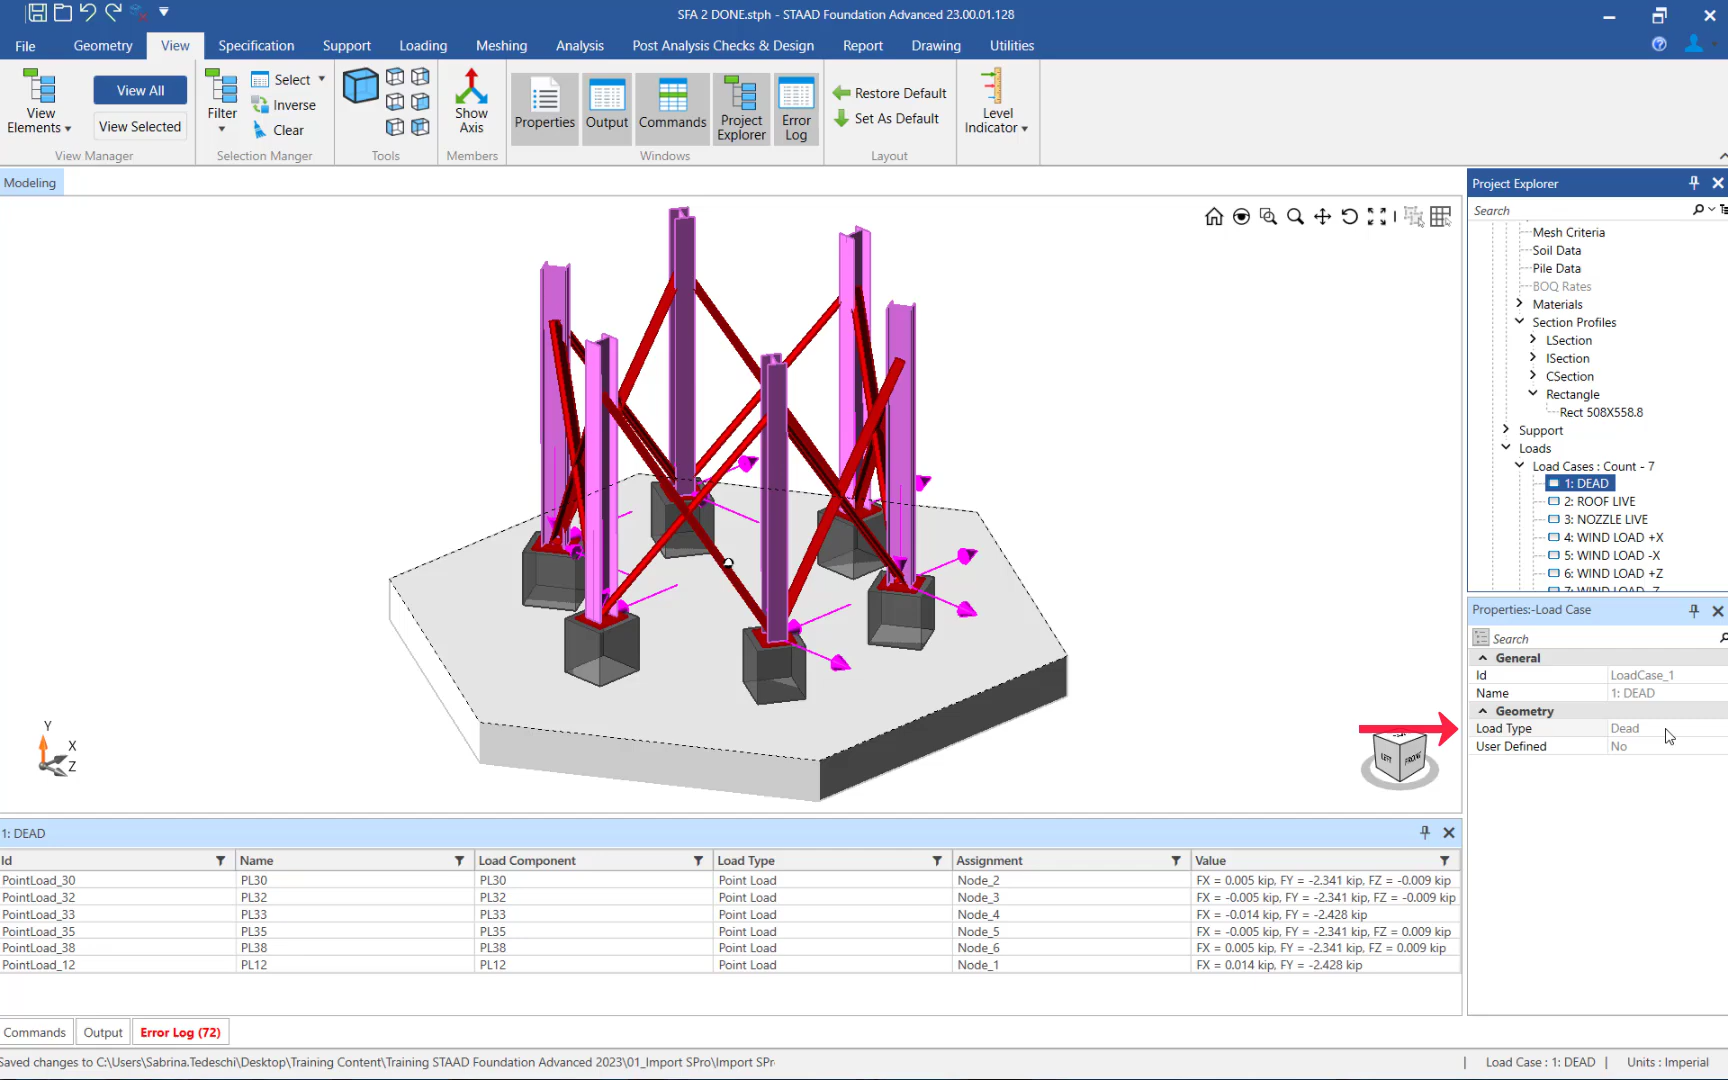 SFA 2 DONE.stph - STAAD Foundation Advanced 23.00.01.128
File Geometry View Specification Support Loading Meshing Analysis Post Analysis Checks & Design Report Drawing Utilities
View Elements
View All
View Selected
View Manager
Filter
Select
Inverse
Clear
Selection Manger
Tools
Show Axis
Members
Properties
Output
Commands
Project Explorer
Error Log
Windows
Restore Default
Set As Default
Layout
Level Indicator
Modeling
Project Explorer
Search
Mesh Criteria
Soil Data
Pile Data
BOQ Rates
Materials
Section Profiles
LSection
ISection
CSection
Rectangle
Rect 508X558.8
Support
Loads
Load Cases : Count - 7
1: DEAD
2: ROOF LIVE
3: NOZZLE LIVE
4: WIND LOAD +X
5: WIND LOAD -X
6: WIND LOAD +Z
7: WIND LOAD -Z
Properties:-Load Case
Search
General
Id LoadCase_1
Name 1: DEAD
Geometry
Load Type Dead
User Defined No
Y
X
Z
LEFT FRONT
1: DEAD
Id Name Load Component Load Type Assignment Value
PointLoad_30 PL30 PL30 Point Load Node_2 FX = 0.005 kip, FY = -2.341 kip, FZ = -0.009 kip
PointLoad_32 PL32 PL32 Point Load Node_3 FX = -0.005 kip, FY = -2.341 kip, FZ = -0.009 kip
PointLoad_33 PL33 PL33 Point Load Node_4 FX = -0.014 kip, FY = -2.428 kip
PointLoad_35 PL35 PL35 Point Load Node_5 FX = -0.005 kip, FY = -2.341 kip, FZ = 0.009 kip
PointLoad_38 PL38 PL38 Point Load Node_6 FX = 0.005 kip, FY = -2.341 kip, FZ = 0.009 kip
PointLoad_12 PL12 PL12 Point Load Node_1 FX = 0.014 kip, FY = -2.428 kip
Commands Output Error Log (72)
Saved changes to C:\Users\Sabrina.Tedeschi\Desktop\Training Content\Training STAAD Foundation Advanced 2023\01_Import SPro\Import SPr
Load Case : 1: DEAD | Units : Imperial